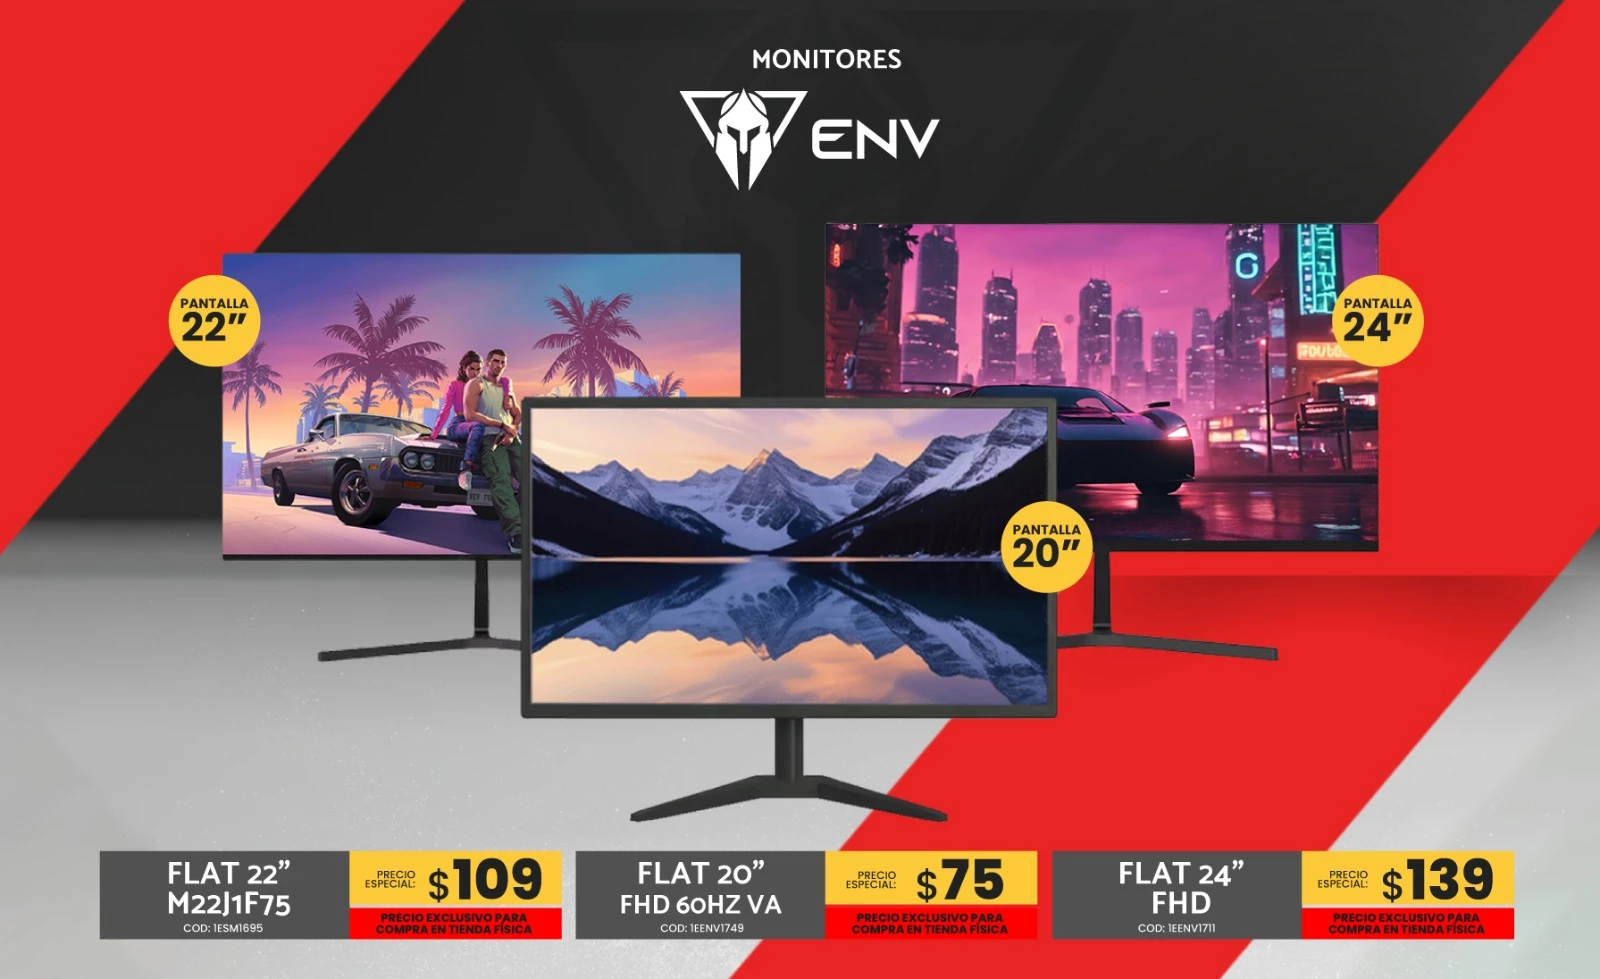 MONITORES
ENV
PANTALLA
22"
PANTALLA
24"
PANTALLA
20"
FLAT 22"
M22J1F75
COD: 1ESM1695
PRECIO
ESPECIAL:
$109
PRECIO EXCLUSIVO PARA
COMPRA EN TIENDA FÍSICA
FLAT 20"
FHD 60HZ VA
COD: 1EENV1749
PRECIO
ESPECIAL:
$75
PRECIO EXCLUSIVO PARA
COMPRA EN TIENDA FÍSICA
FLAT 24"
FHD
COD: 1EENV1711
PRECIO
ESPECIAL:
$139
PRECIO EXCLUSIVO PARA
COMPRA EN TIENDA FÍSICA